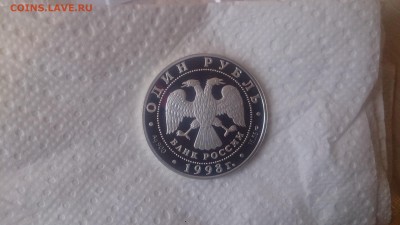 COINS.LAVE.RU
ОДИН РУБЛЬ
БАНК РОССИИ
1998 г.